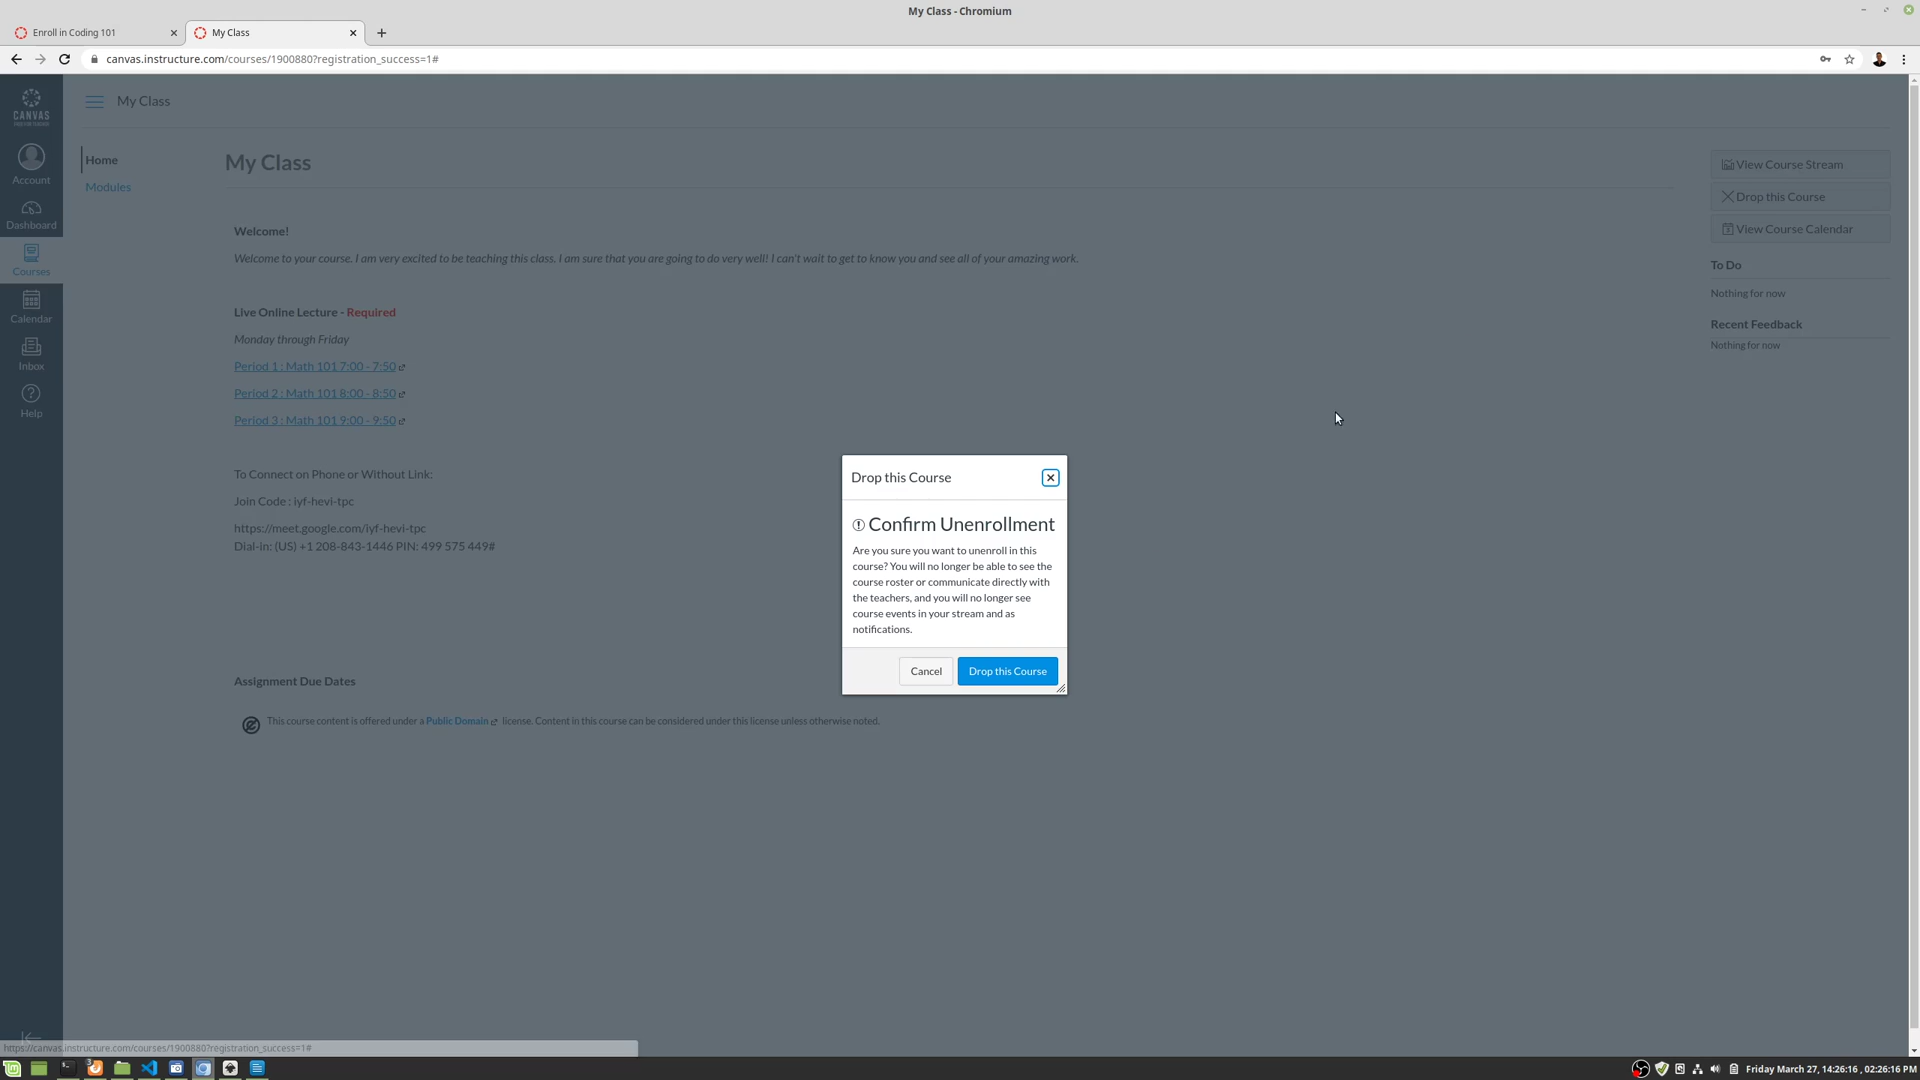 My Class - Chromium
Enroll in Coding 101
My Class
canvas.instructure.com/courses/1900880?registration_success=1#
CANVAS
My Class
Account
Dashboard
Courses
Calendar
Inbox
Help
Home
Modules
My Class
Welcome!
Welcome to your course. I am very excited to be teaching this class. I am sure that you are going to do very well! I can't wait to get to know you and see all of your amazing work.
Live Online Lecture - Required
Monday through Friday
Period 1 : Math 101 7:00 - 7:50
Period 2 : Math 101 8:00 - 8:50
Period 3 : Math 101 9:00 - 9:50
To Connect on Phone or Without Link:
Join Code : iyf-hevi-tpc
https://meet.google.com/iyf-hevi-tpc
Dial-in: (US) +1 208-843-1446 PIN: 499 575 449#
Assignment Due Dates
This course content is offered under a Public Domain license. Content in this course can be considered under this license unless otherwise noted.
View Course Stream
Drop this Course
View Course Calendar
To Do
Nothing for now
Recent Feedback
Nothing for now
Drop this Course
Confirm Unenrollment
Are you sure you want to unenroll in this
course? You will no longer be able to see the
course roster or communicate directly with
the teachers, and you will no longer see
course events in your stream and as
notifications.
Cancel
Drop this Course
https://canvas.instructure.com/courses/1900880?registration_success=1#
Friday March 27, 14:26:16 , 02:26:16 PM